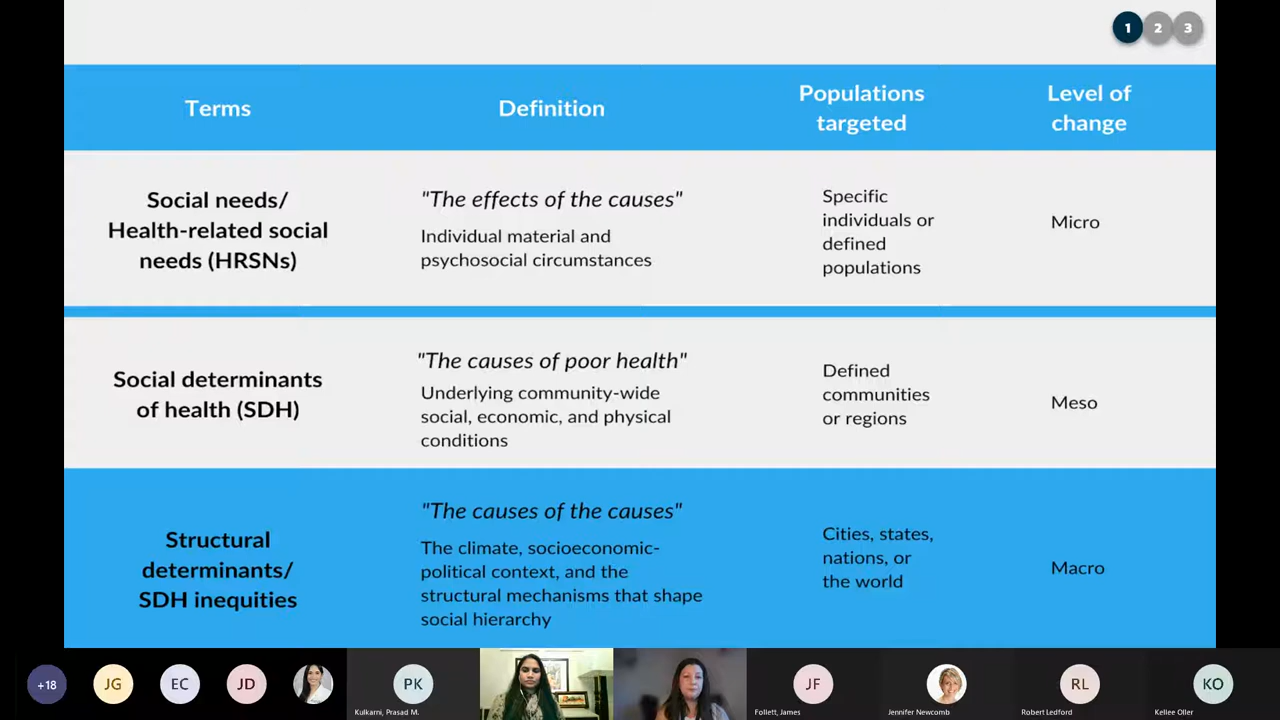 1 2 3
Terms
Definition
Populations
targeted
Level of
change
Social needs/
Health-related social
needs (HRSNs)
"The effects of the causes"
Individual material and
psychosocial circumstances
Specific
individuals or
defined
populations
Micro
Social determinants
of health (SDH)
"The causes of poor health"
Underlying community-wide
social, economic, and physical
conditions
Defined
communities
or regions
Meso
Structural
determinants/
SDH inequities
"The causes of the causes"
The climate, socioeconomic-
political context, and the
structural mechanisms that shape
social hierarchy
Cities, states,
nations, or
the world
Macro
+18
JG
EC
JD
PK
Kulkarni, Prasad M.
JF
Follett, James
Jennifer Newcomb
RL
Robert Ledford
KO
Kellee Oller